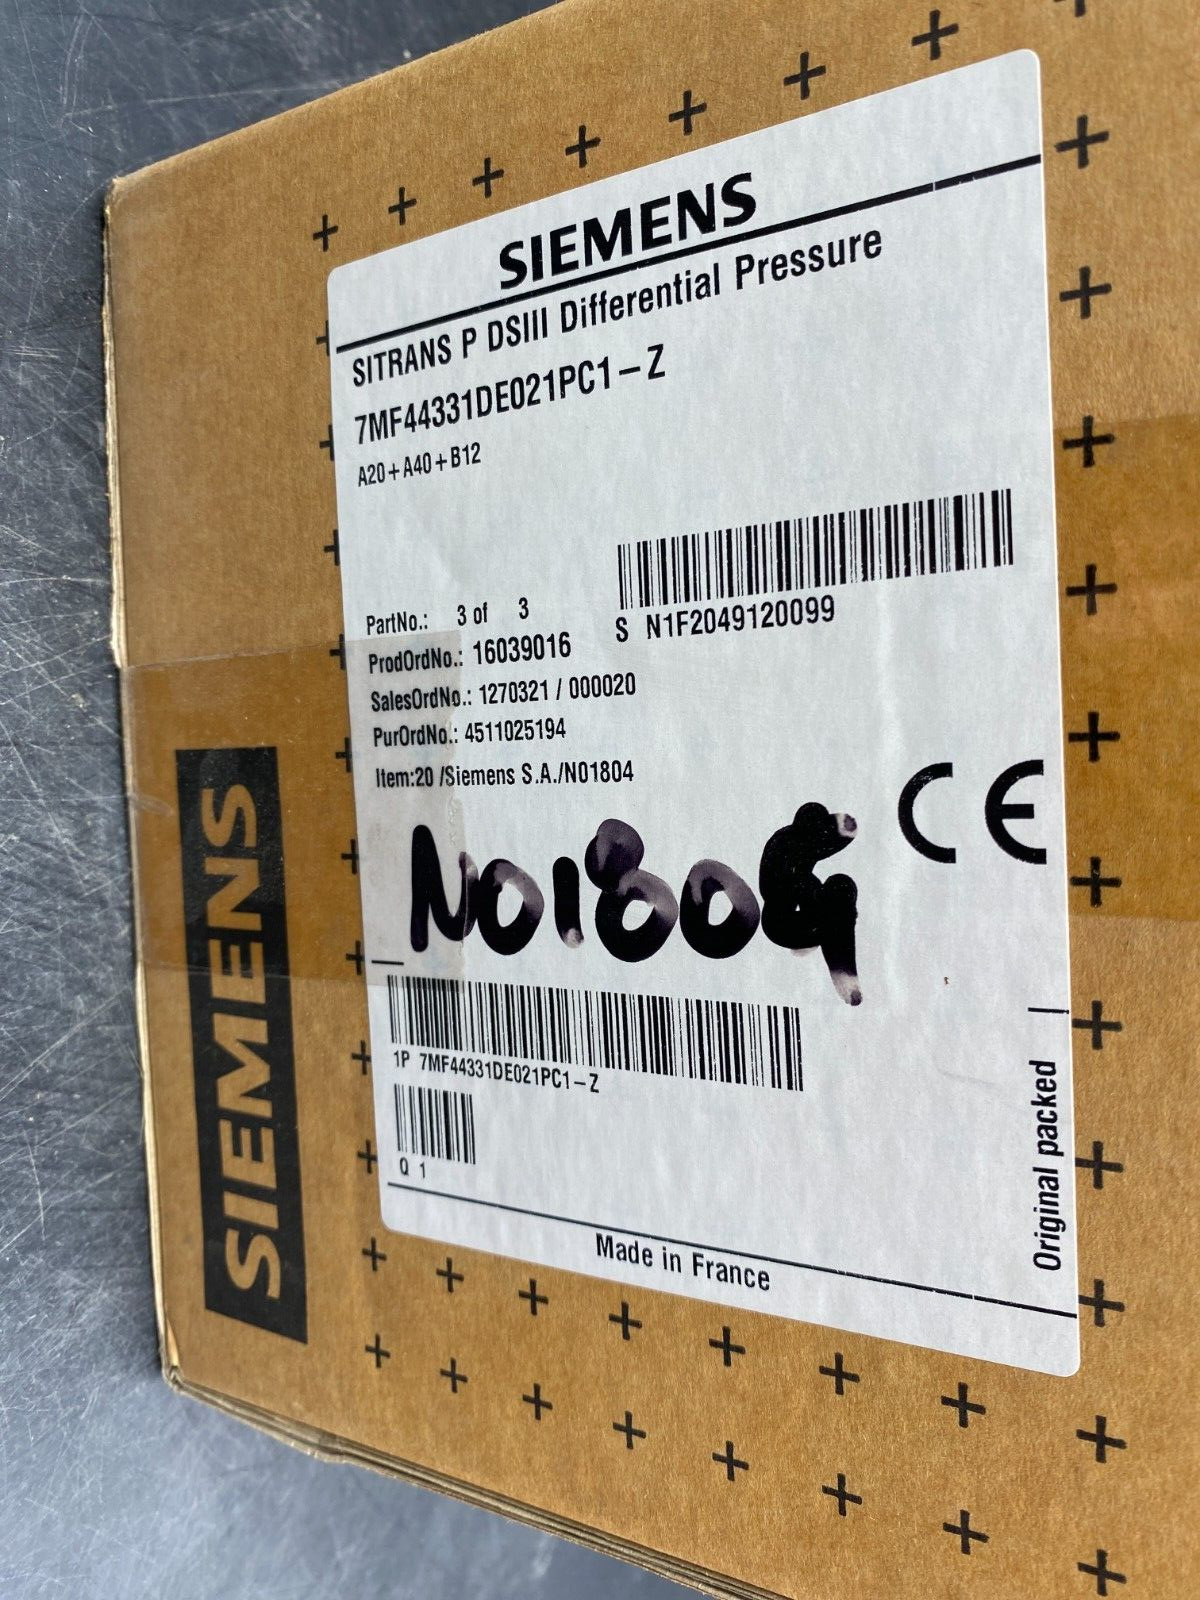 SIEMENS
SITRANS P DSIII Differential Pressure
7MF44331DE021PC1-Z
A20+A40+B12
S N1F2049120099
PartNo.: 3 of 3
ProdOrdNo.: 16039016
SalesOrdNo.: 1270321 / 000020
PurOrdNo.: 4511025194
Item:20 /Siemens S.A./N01804
CE
N01804
1P 7MF44331DE021PC1-Z
Q 1
Original packed
Made in France
SIEMENS